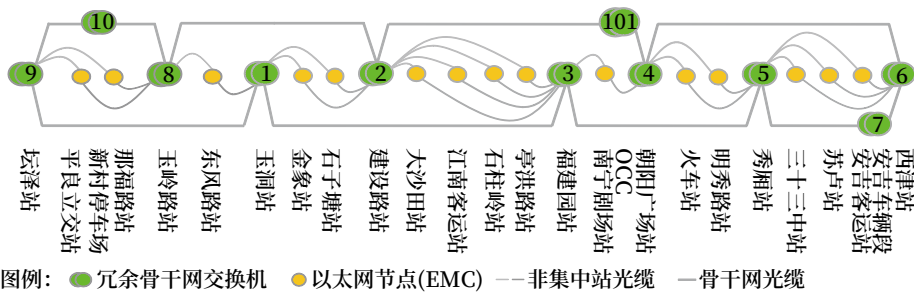 10
101
9
8
1
2
3
4
5
6
7
坛泽站
平良立交站
新村停车场
那福路站
玉岭路站
东风路站
玉洞站
金象站
石子塘站
建设路站
大沙田站
江南客运站
石柱岭站
亭洪路站
福建园站
南宁剧场站
OCC
朝阳广场站
火车站
明秀路站
秀厢站
三十三中站
苏卢站
安吉客运站
安吉车辆段
西津站
图例： 冗余骨干网交换机 以太网节点(EMC) 非集中站光缆 骨干网光缆